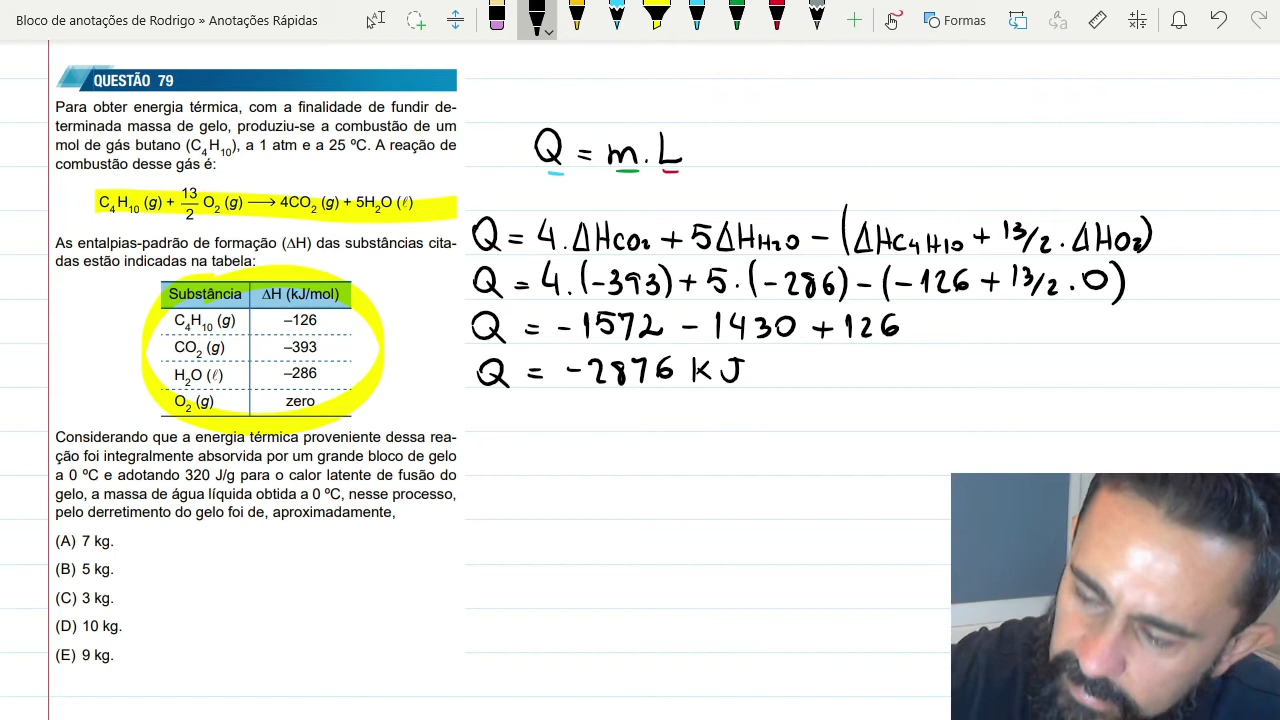 Bloco de anotações de Rodrigo » Anotações Rápidas
Formas
QUESTÃO 79
Para obter energia térmica, com a finalidade de fundir de-
terminada massa de gelo, produziu-se a combustão de um
mol de gás butano (C₄H₁₀), a 1 atm e a 25 ºC. A reação de
combustão desse gás é:
C₄H₁₀ (g) + 13/2 O₂ (g) ⟶ 4CO₂ (g) + 5H₂O (ℓ)
As entalpias-padrão de formação (ΔH) das substâncias cita-
das estão indicadas na tabela:
Substância ΔH (kJ/mol)
C₄H₁₀ (g) –126
CO₂ (g) –393
H₂O (ℓ) –286
O₂ (g) zero
Considerando que a energia térmica proveniente dessa rea-
ção foi integralmente absorvida por um grande bloco de gelo
a 0 ºC e adotando 320 J/g para o calor latente de fusão do
gelo, a massa de água líquida obtida a 0 ºC, nesse processo,
pelo derretimento do gelo foi de, aproximadamente,
(A) 7 kg.
(B) 5 kg.
(C) 3 kg.
(D) 10 kg.
(E) 9 kg.
Q = m . L
Q = 4 . ΔHCO₂ + 5ΔHH₂O – (ΔHC₄H₁₀ + 13/2 . ΔHO₂)
Q = 4 . (-393) + 5 . (-286) – (-126 + 13/2 . 0)
Q = -1572 - 1430 + 126
Q = -2876 KJ